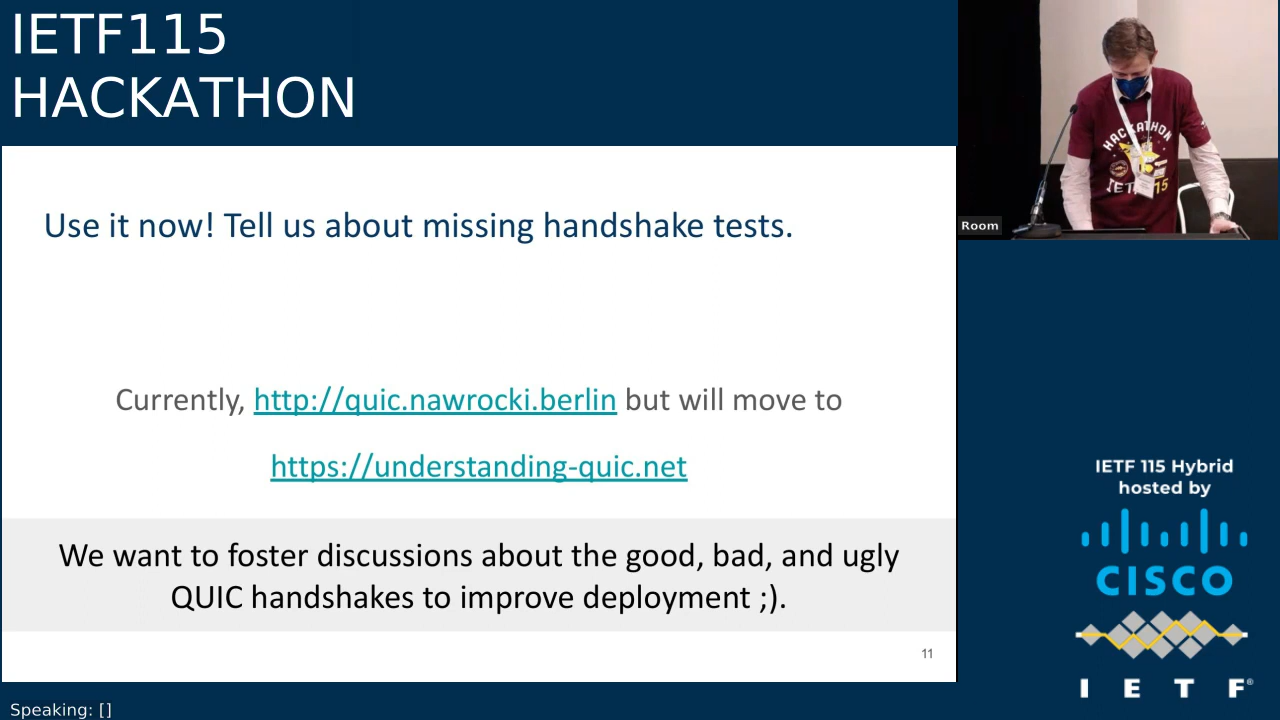 IETF115
HACKATHON
Use it now! Tell us about missing handshake tests.
Currently, http://quic.nawrocki.berlin but will move to
https://understanding-quic.net
We want to foster discussions about the good, bad, and ugly
QUIC handshakes to improve deployment ;).
11
Speaking: []
Room
HACKATHON
IETF 115 Hybrid
hosted by
CISCO
I E T F®